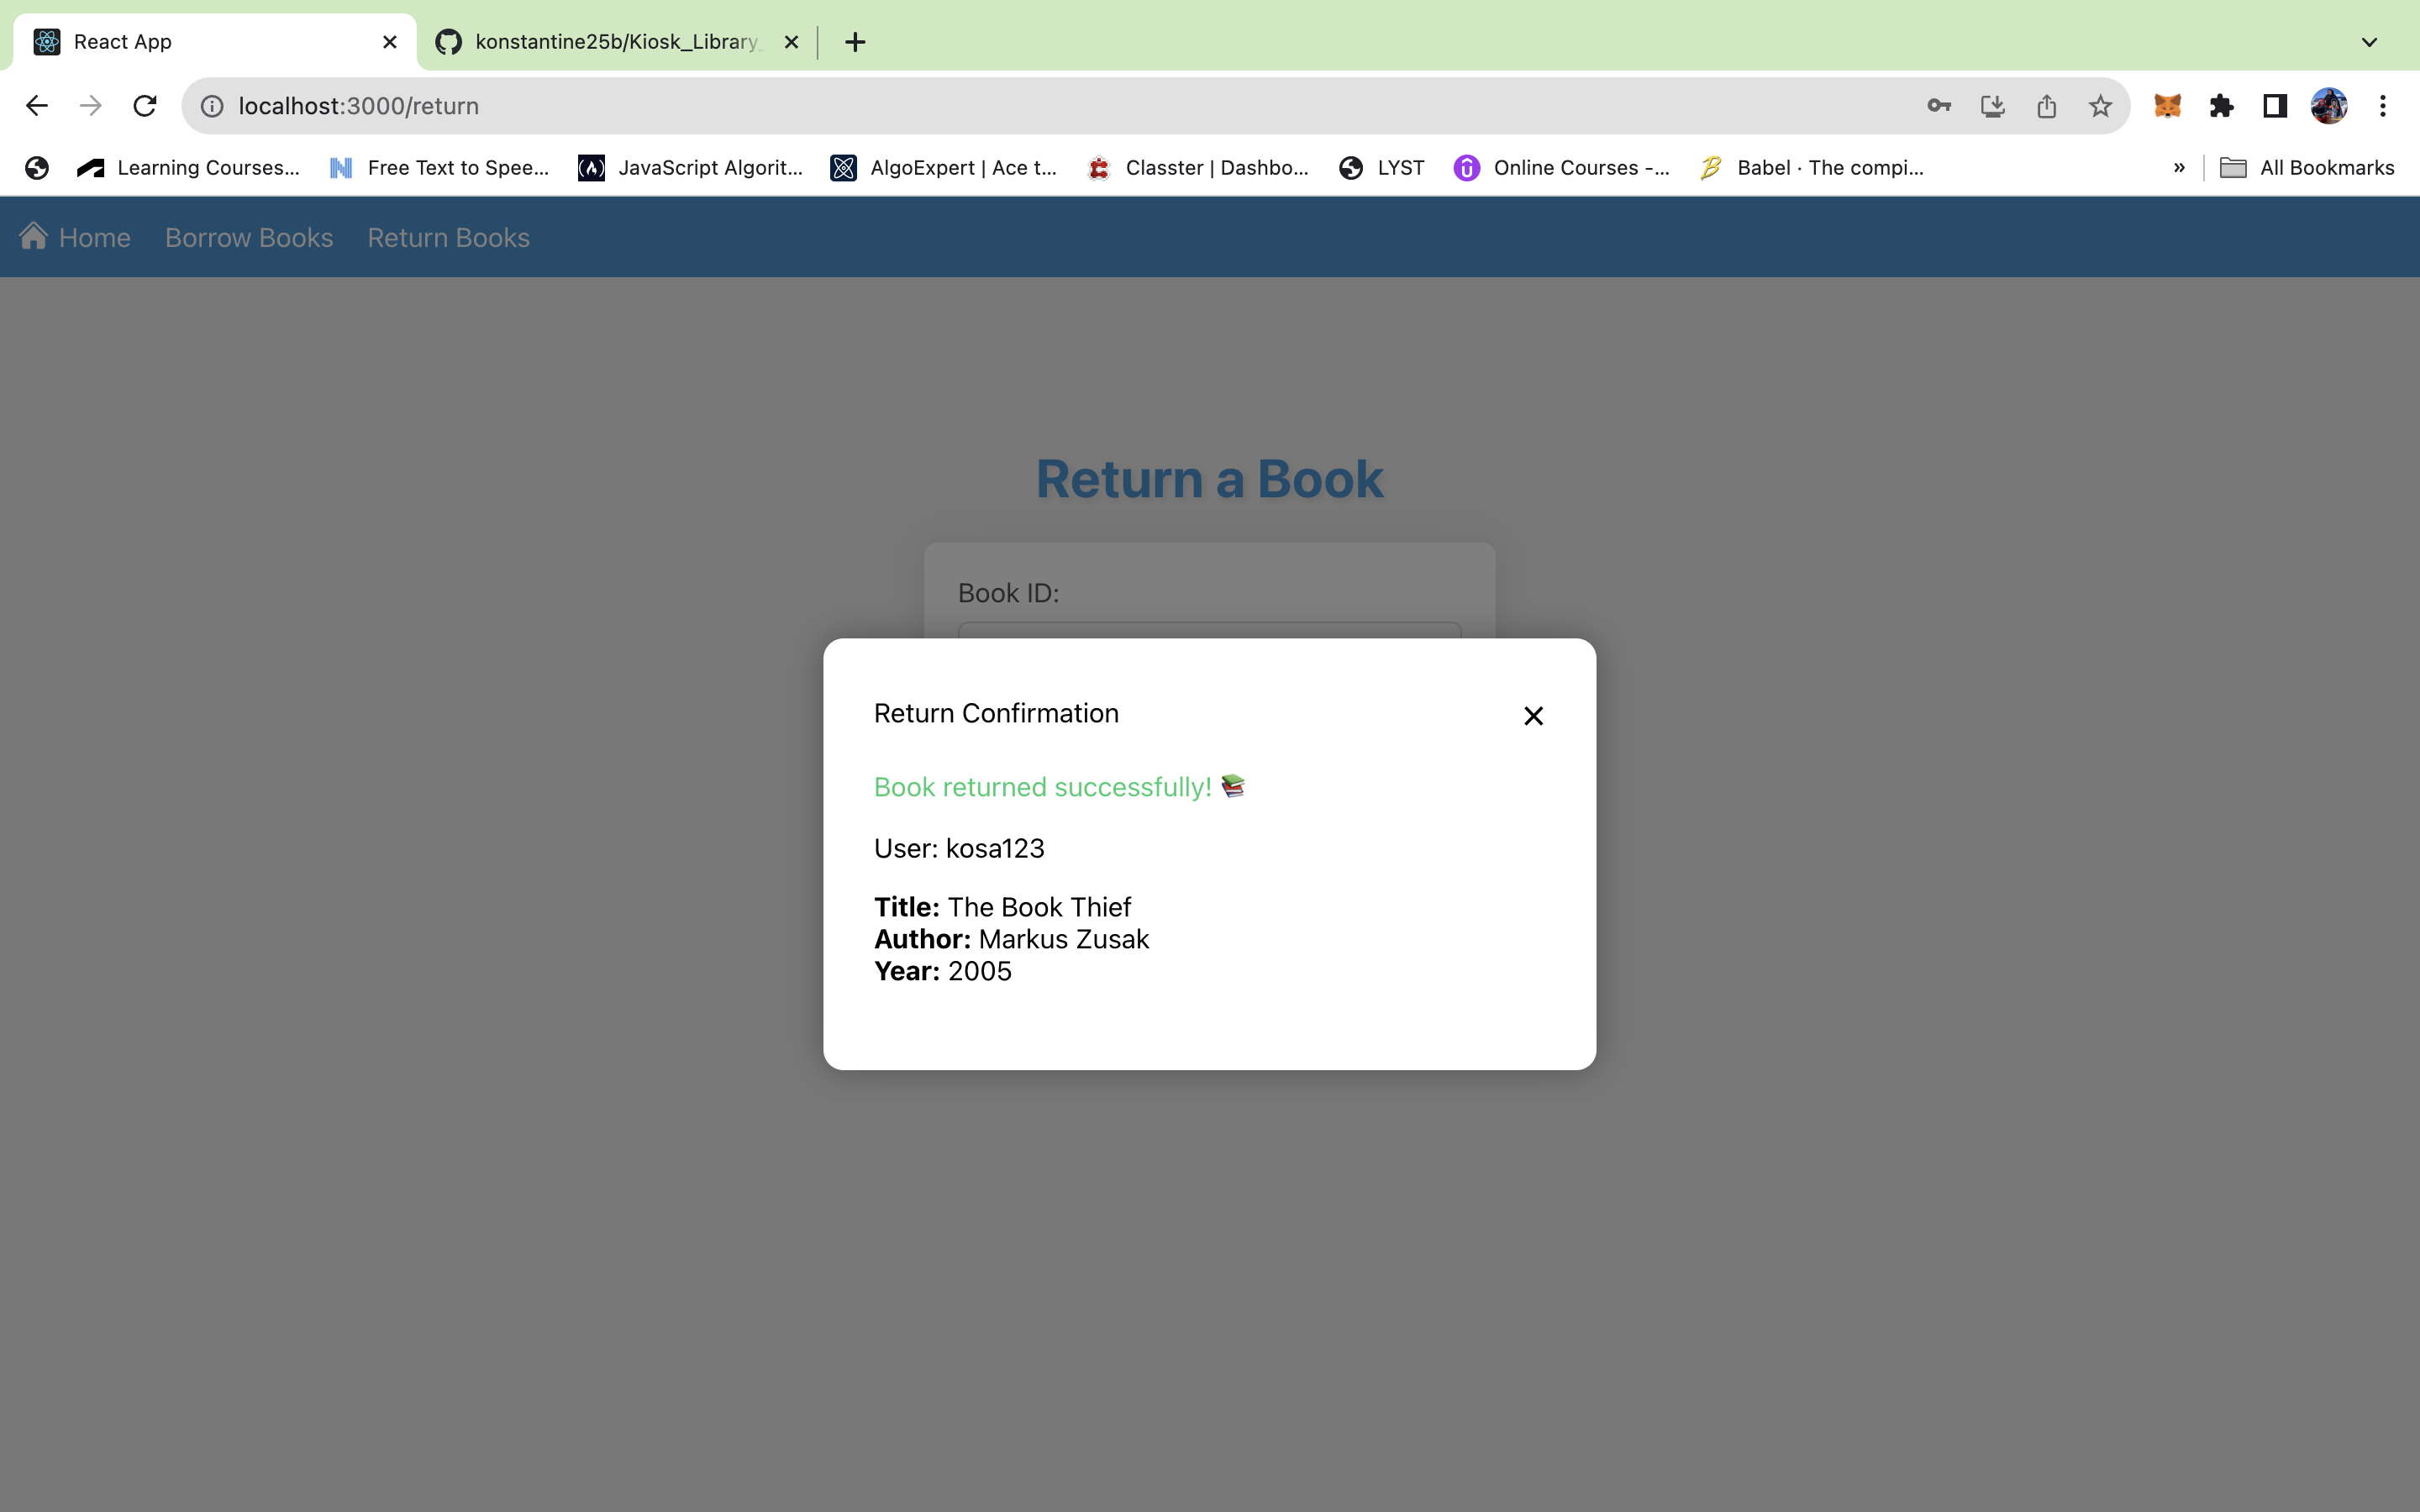 React App
konstantine25b/Kiosk_Library_
localhost:3000/return
Learning Courses...
Free Text to Spee...
JavaScript Algorit...
AlgoExpert | Ace t...
Classter | Dashbo...
LYST
Online Courses -...
Babel · The compi...
»
All Bookmarks
Home
Borrow Books
Return Books
Return a Book
Book ID:
Return Confirmation
Book returned successfully! 📚
User: kosa123
Title: The Book Thief
Author: Markus Zusak
Year: 2005